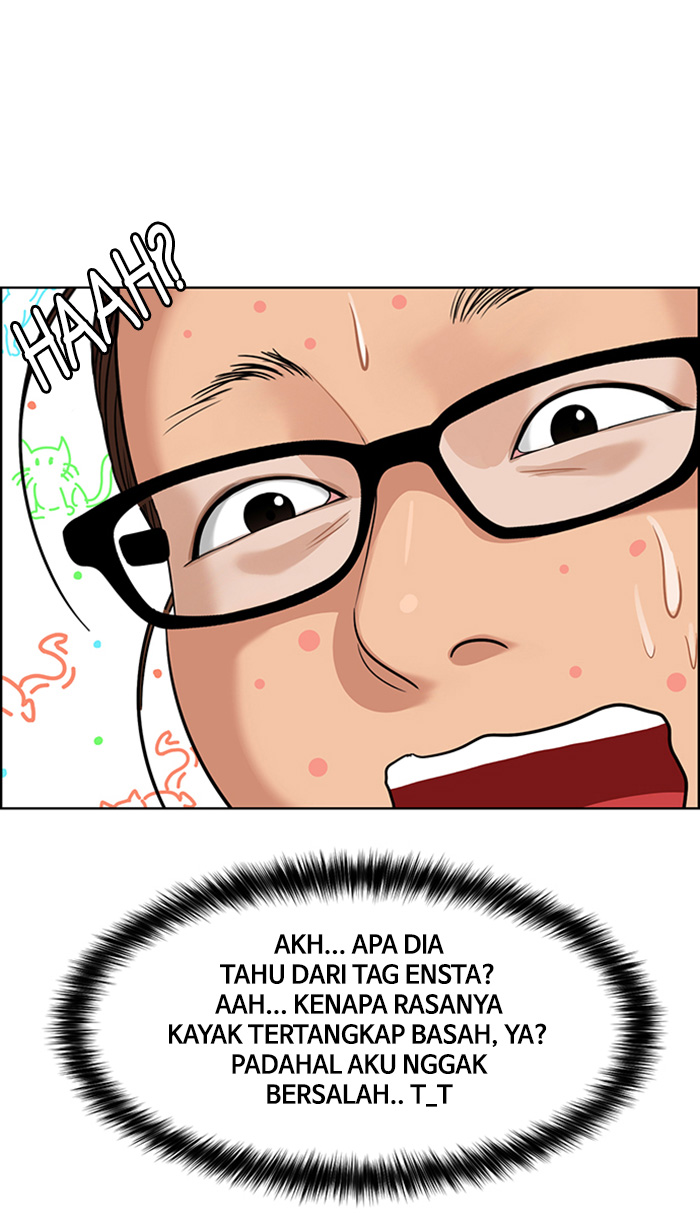 HAAH?
AKH... APA DIA
TAHU DARI TAG ENSTA?
AAH... KENAPA RASANYA
KAYAK TERTANGKAP BASAH, YA?
PADAHAL AKU NGGAK
BERSALAH.. T_T